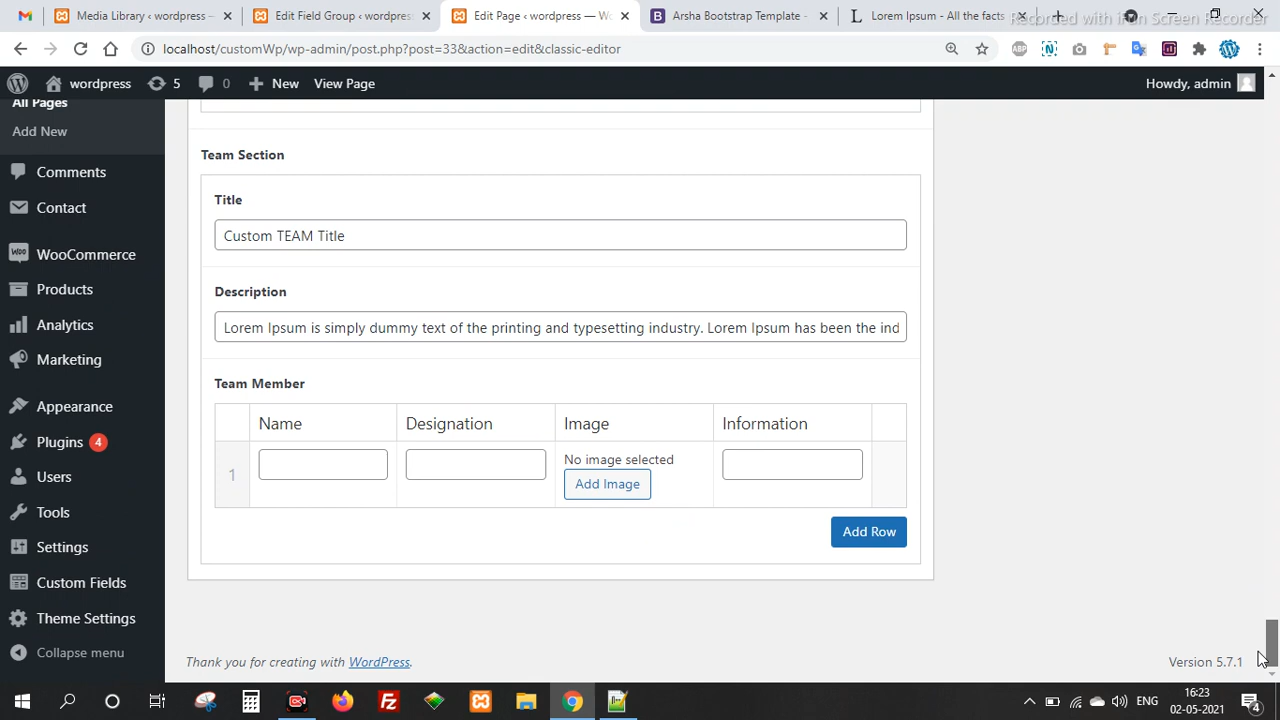 Media Library ‹ wordpress —
Edit Field Group ‹ wordpress —
Edit Page ‹ wordpress — Wo
Arsha Bootstrap Template -
Lorem Ipsum - All the facts
Recorded with iFun Screen Recorder
localhost/customWp/wp-admin/post.php?post=33&action=edit&classic-editor
wordpress 5 0 New View Page Howdy, admin
All Pages
Add New
Comments
Contact
WooCommerce
Products
Analytics
Marketing
Appearance
Plugins 4
Users
Tools
Settings
Custom Fields
Theme Settings
Collapse menu
Team Section
Title
Custom TEAM Title
Description
Lorem Ipsum is simply dummy text of the printing and typesetting industry. Lorem Ipsum has been the ind
Team Member
Name Designation Image Information
1 No image selected
Add Image
Add Row
Thank you for creating with WordPress. Version 5.7.1
ENG
16:23
02-05-2021
4